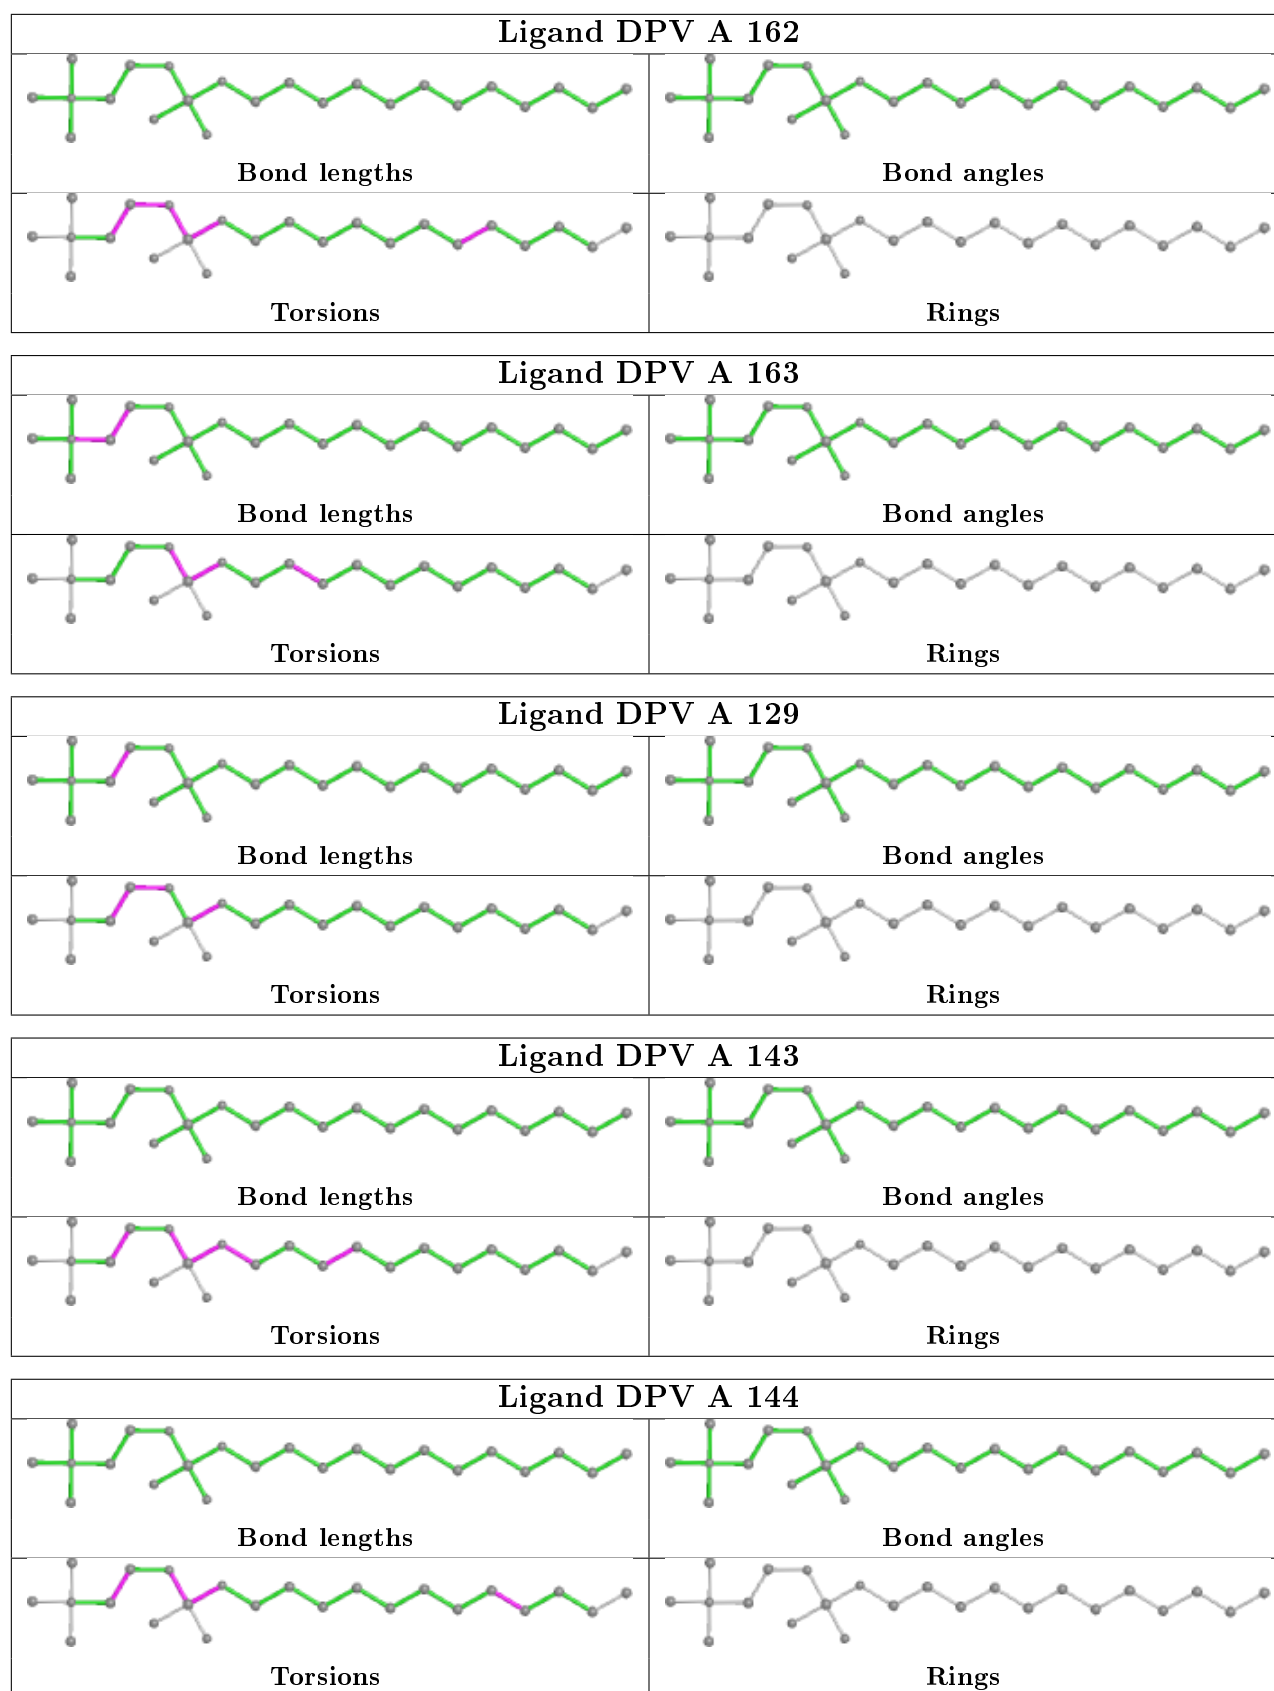 Ligand DPV A 162
Bond lengths
Bond angles
Torsions
Rings
Ligand DPV A 163
Bond lengths
Bond angles
Torsions
Rings
Ligand DPV A 129
Bond lengths
Bond angles
Torsions
Rings
Ligand DPV A 143
Bond lengths
Bond angles
Torsions
Rings
Ligand DPV A 144
Bond lengths
Bond angles
Torsions
Rings